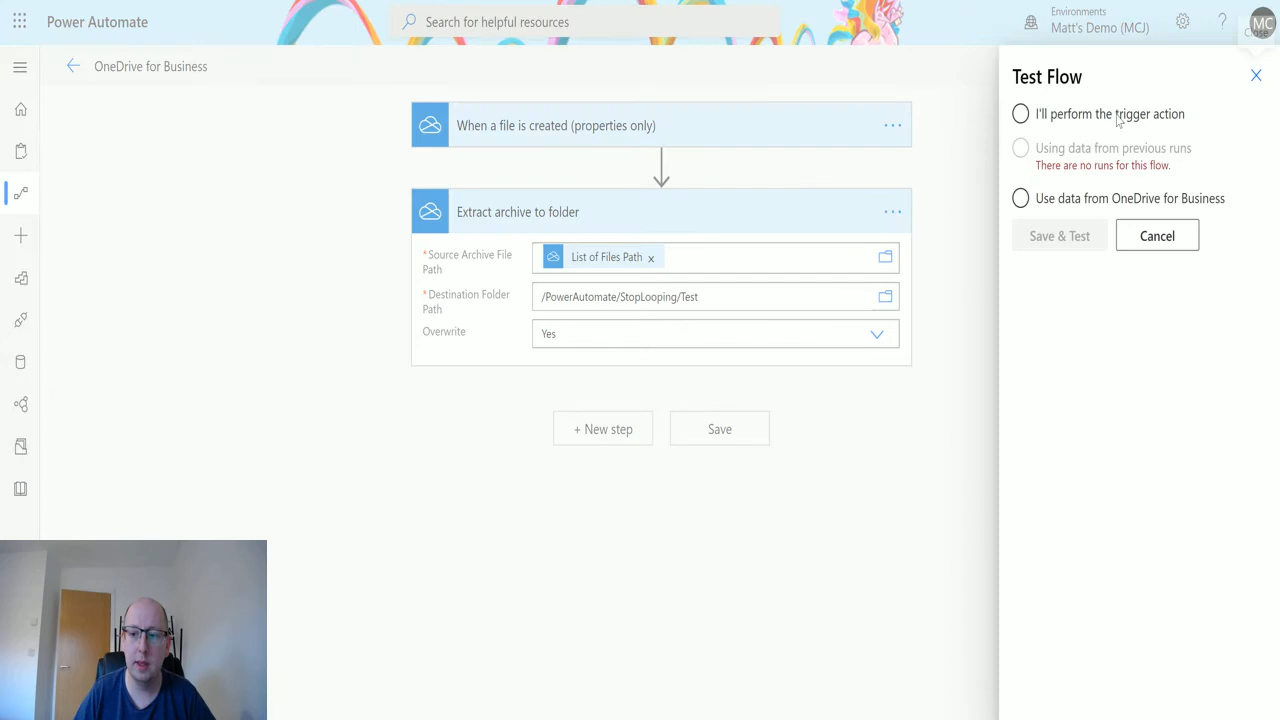 Power Automate
Search for helpful resources
Environments
Matt's Demo (MCJ)
?
MC
Close
OneDrive for Business
When a file is created (properties only)
Extract archive to folder
*Source Archive File Path
List of Files Path x
*Destination Folder Path
/PowerAutomate/StopLooping/Test
Overwrite
Yes
+ New step
Save
Test Flow
I'll perform the trigger action
Using data from previous runs
There are no runs for this flow.
Use data from OneDrive for Business
Save & Test
Cancel